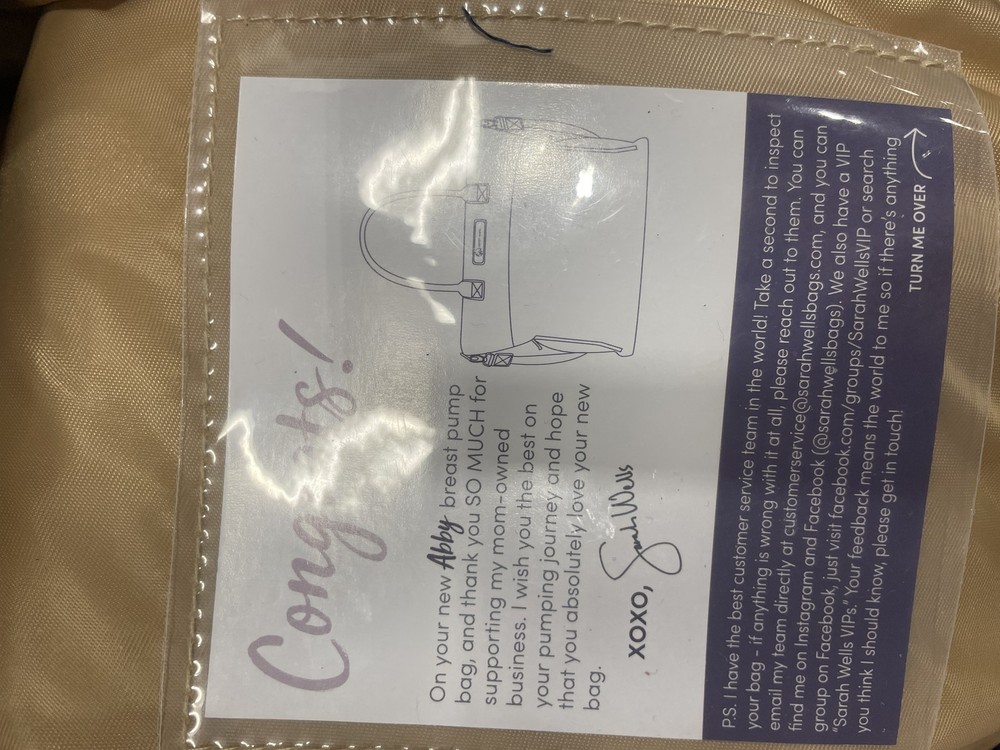 Congrats!
On your new Abby breast pump
bag, and thank you SO MUCH for
supporting my mom-owned
business. I wish you the best on
your pumping journey and hope
that you absolutely love your new
bag.
XOXO, Sarah Wells
P.S. I have the best customer service team in the world! Take a second to inspect
your bag – if anything is wrong with it at all, please reach out to them. You can
email my team directly at customerservice@sarahwellsbags.com, and you can
find me on Instagram and Facebook (@sarahwellsbags). We also have a VIP
group on Facebook, just visit facebook.com/groups/SarahWellsVIP or search
"Sarah Wells VIPs." Your feedback means the world to me so if there's anything
you think I should know, please get in touch!
TURN ME OVER